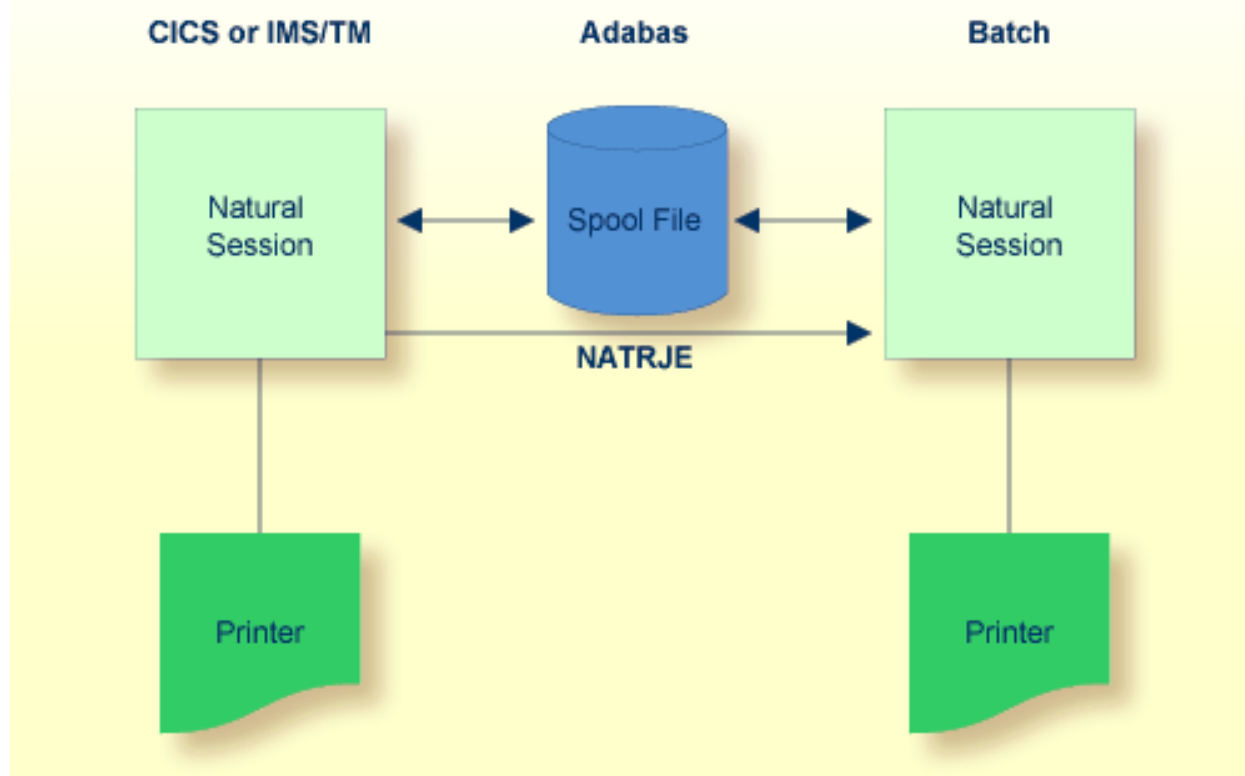 CICS or IMS/TM
Adabas
Batch
Natural
Session
Spool File
Natural
Session
NATRJE
Printer
Printer